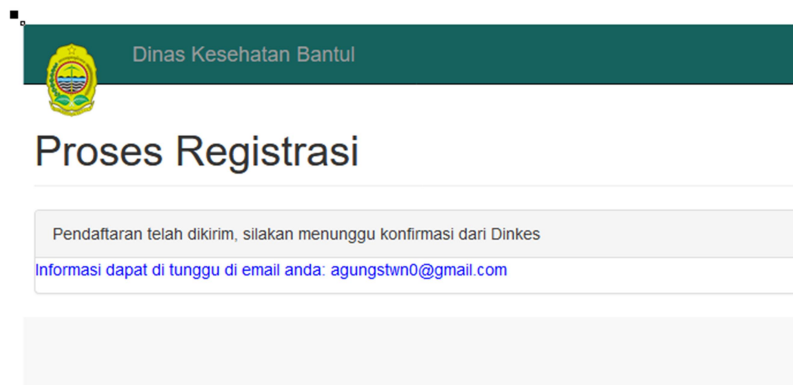 Dinas Kesehatan Bantul
Proses Registrasi
Pendaftaran telah dikirim, silakan menunggu konfirmasi dari Dinkes
Informasi dapat di tunggu di email anda: agungstwn0@gmail.com